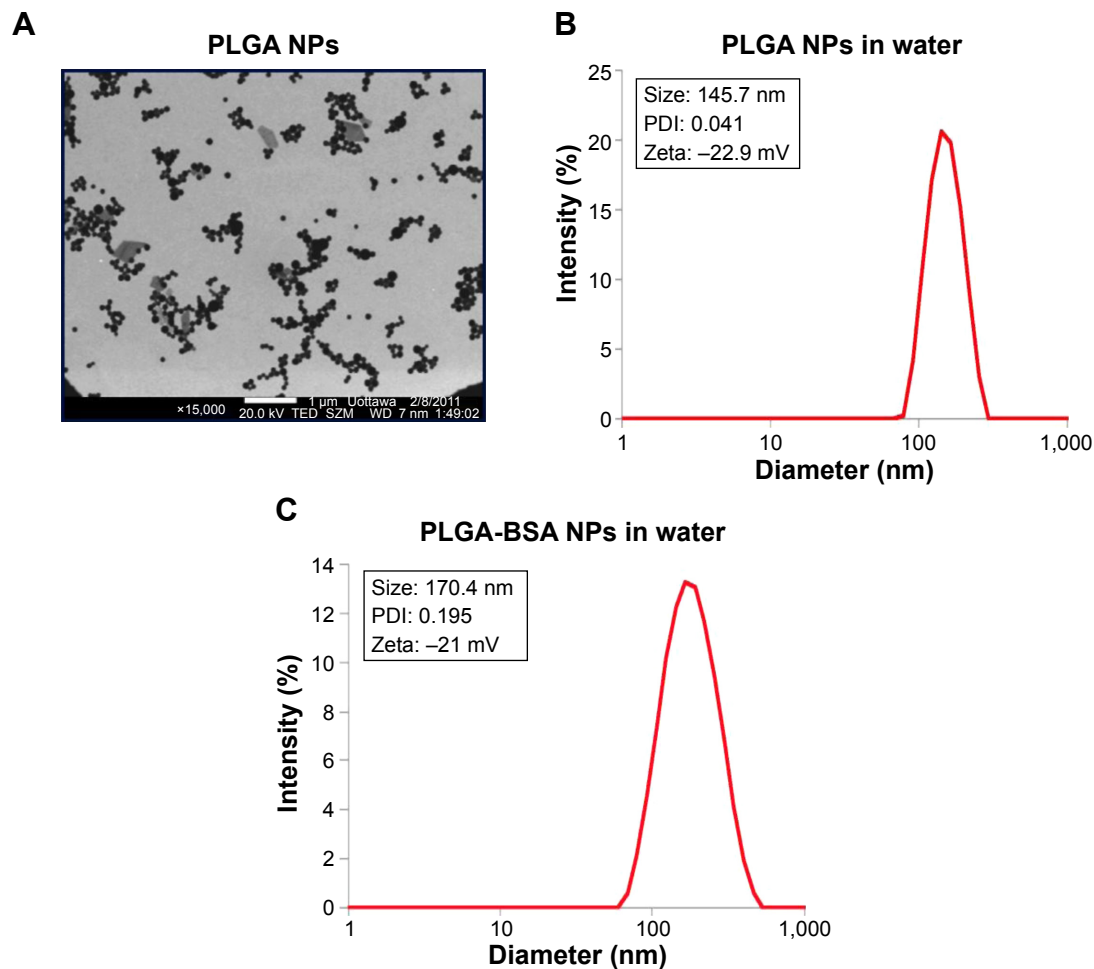 A
PLGA NPs
×15,000
1 μm Uottawa 2/8/2011
20.0 kV TED SZM WD 7 nm 1:49:02
B
PLGA NPs in water
Size: 145.7 nm
PDI: 0.041
Zeta: –22.9 mV
Intensity (%)
25
20
15
10
5
0
1 10 100 1,000
Diameter (nm)
C
PLGA-BSA NPs in water
Size: 170.4 nm
PDI: 0.195
Zeta: –21 mV
Intensity (%)
14
12
10
8
6
4
2
0
1 10 100 1,000
Diameter (nm)